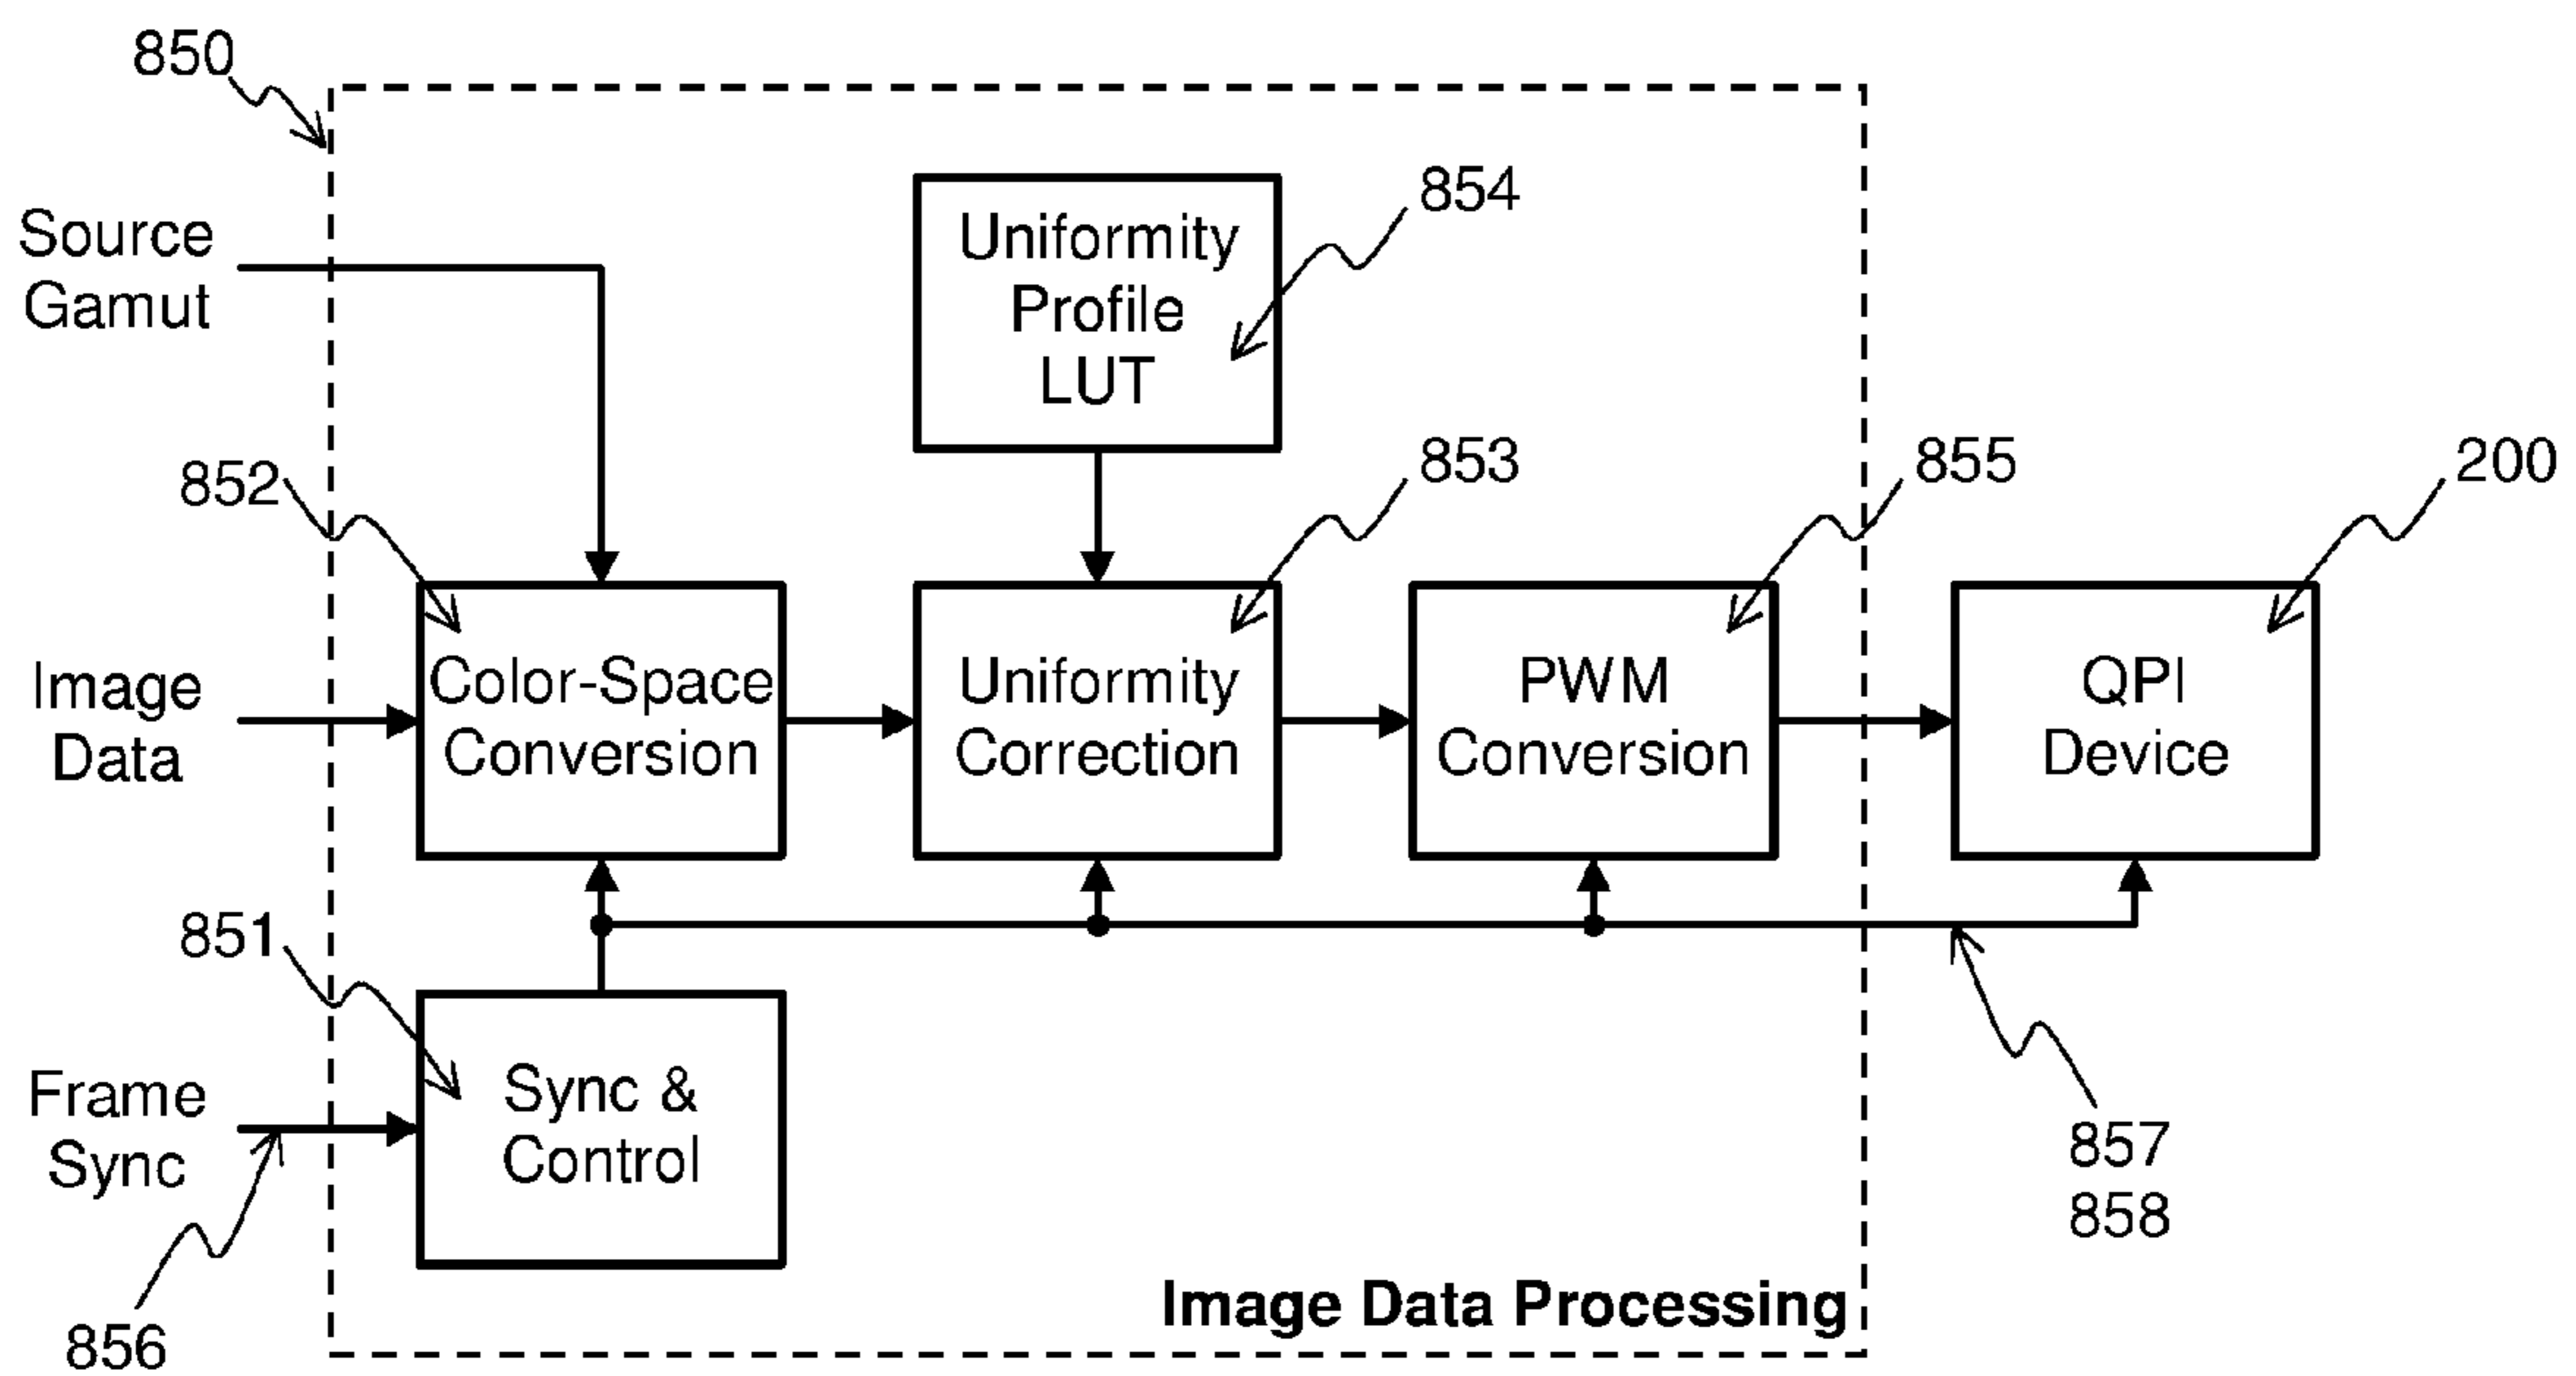 850
Source
Gamut
Uniformity
Profile
LUT
854
852
853
855
200
Image
Data
Color-Space
Conversion
Uniformity
Correction
PWM
Conversion
QPI
Device
851
Frame
Sync
Sync &
Control
857
858
856
Image Data Processing